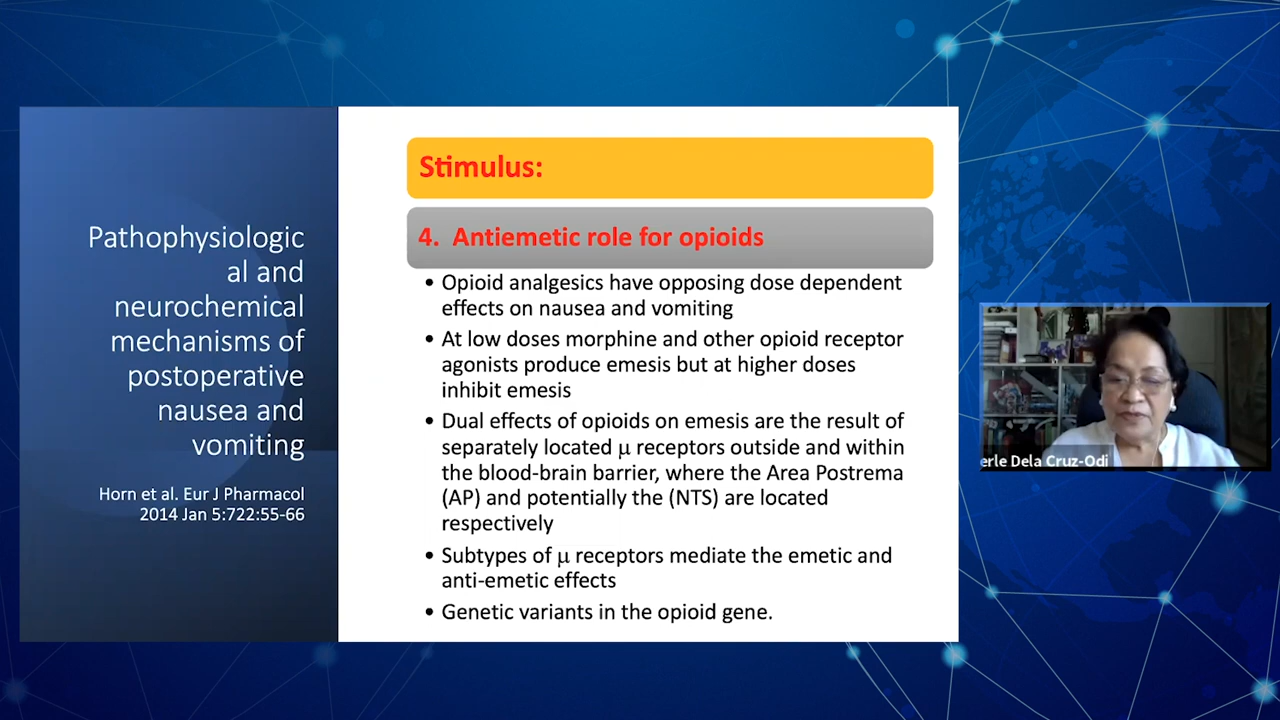 Pathophysiologic
al and
neurochemical
mechanisms of
postoperative
nausea and
vomiting
Horn et al. Eur J Pharmacol
2014 Jan 5:722:55-66
Stimulus:
4. Antiemetic role for opioids
• Opioid analgesics have opposing dose dependent
effects on nausea and vomiting
• At low doses morphine and other opioid receptor
agonists produce emesis but at higher doses
inhibit emesis
• Dual effects of opioids on emesis are the result of
separately located μ receptors outside and within
the blood-brain barrier, where the Area Postrema
(AP) and potentially the (NTS) are located
respectively
• Subtypes of μ receptors mediate the emetic and
anti-emetic effects
• Genetic variants in the opioid gene.
erle Dela Cruz-Odi